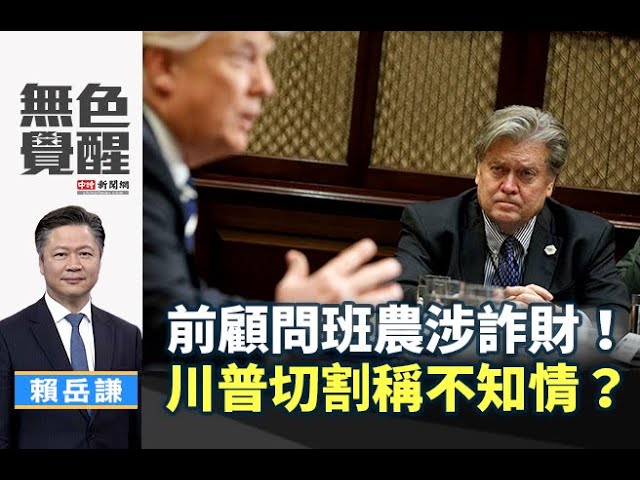 無色
覺醒
中時 新聞網
賴岳謙
前顧問班農涉詐財！
川普切割稱不知情？